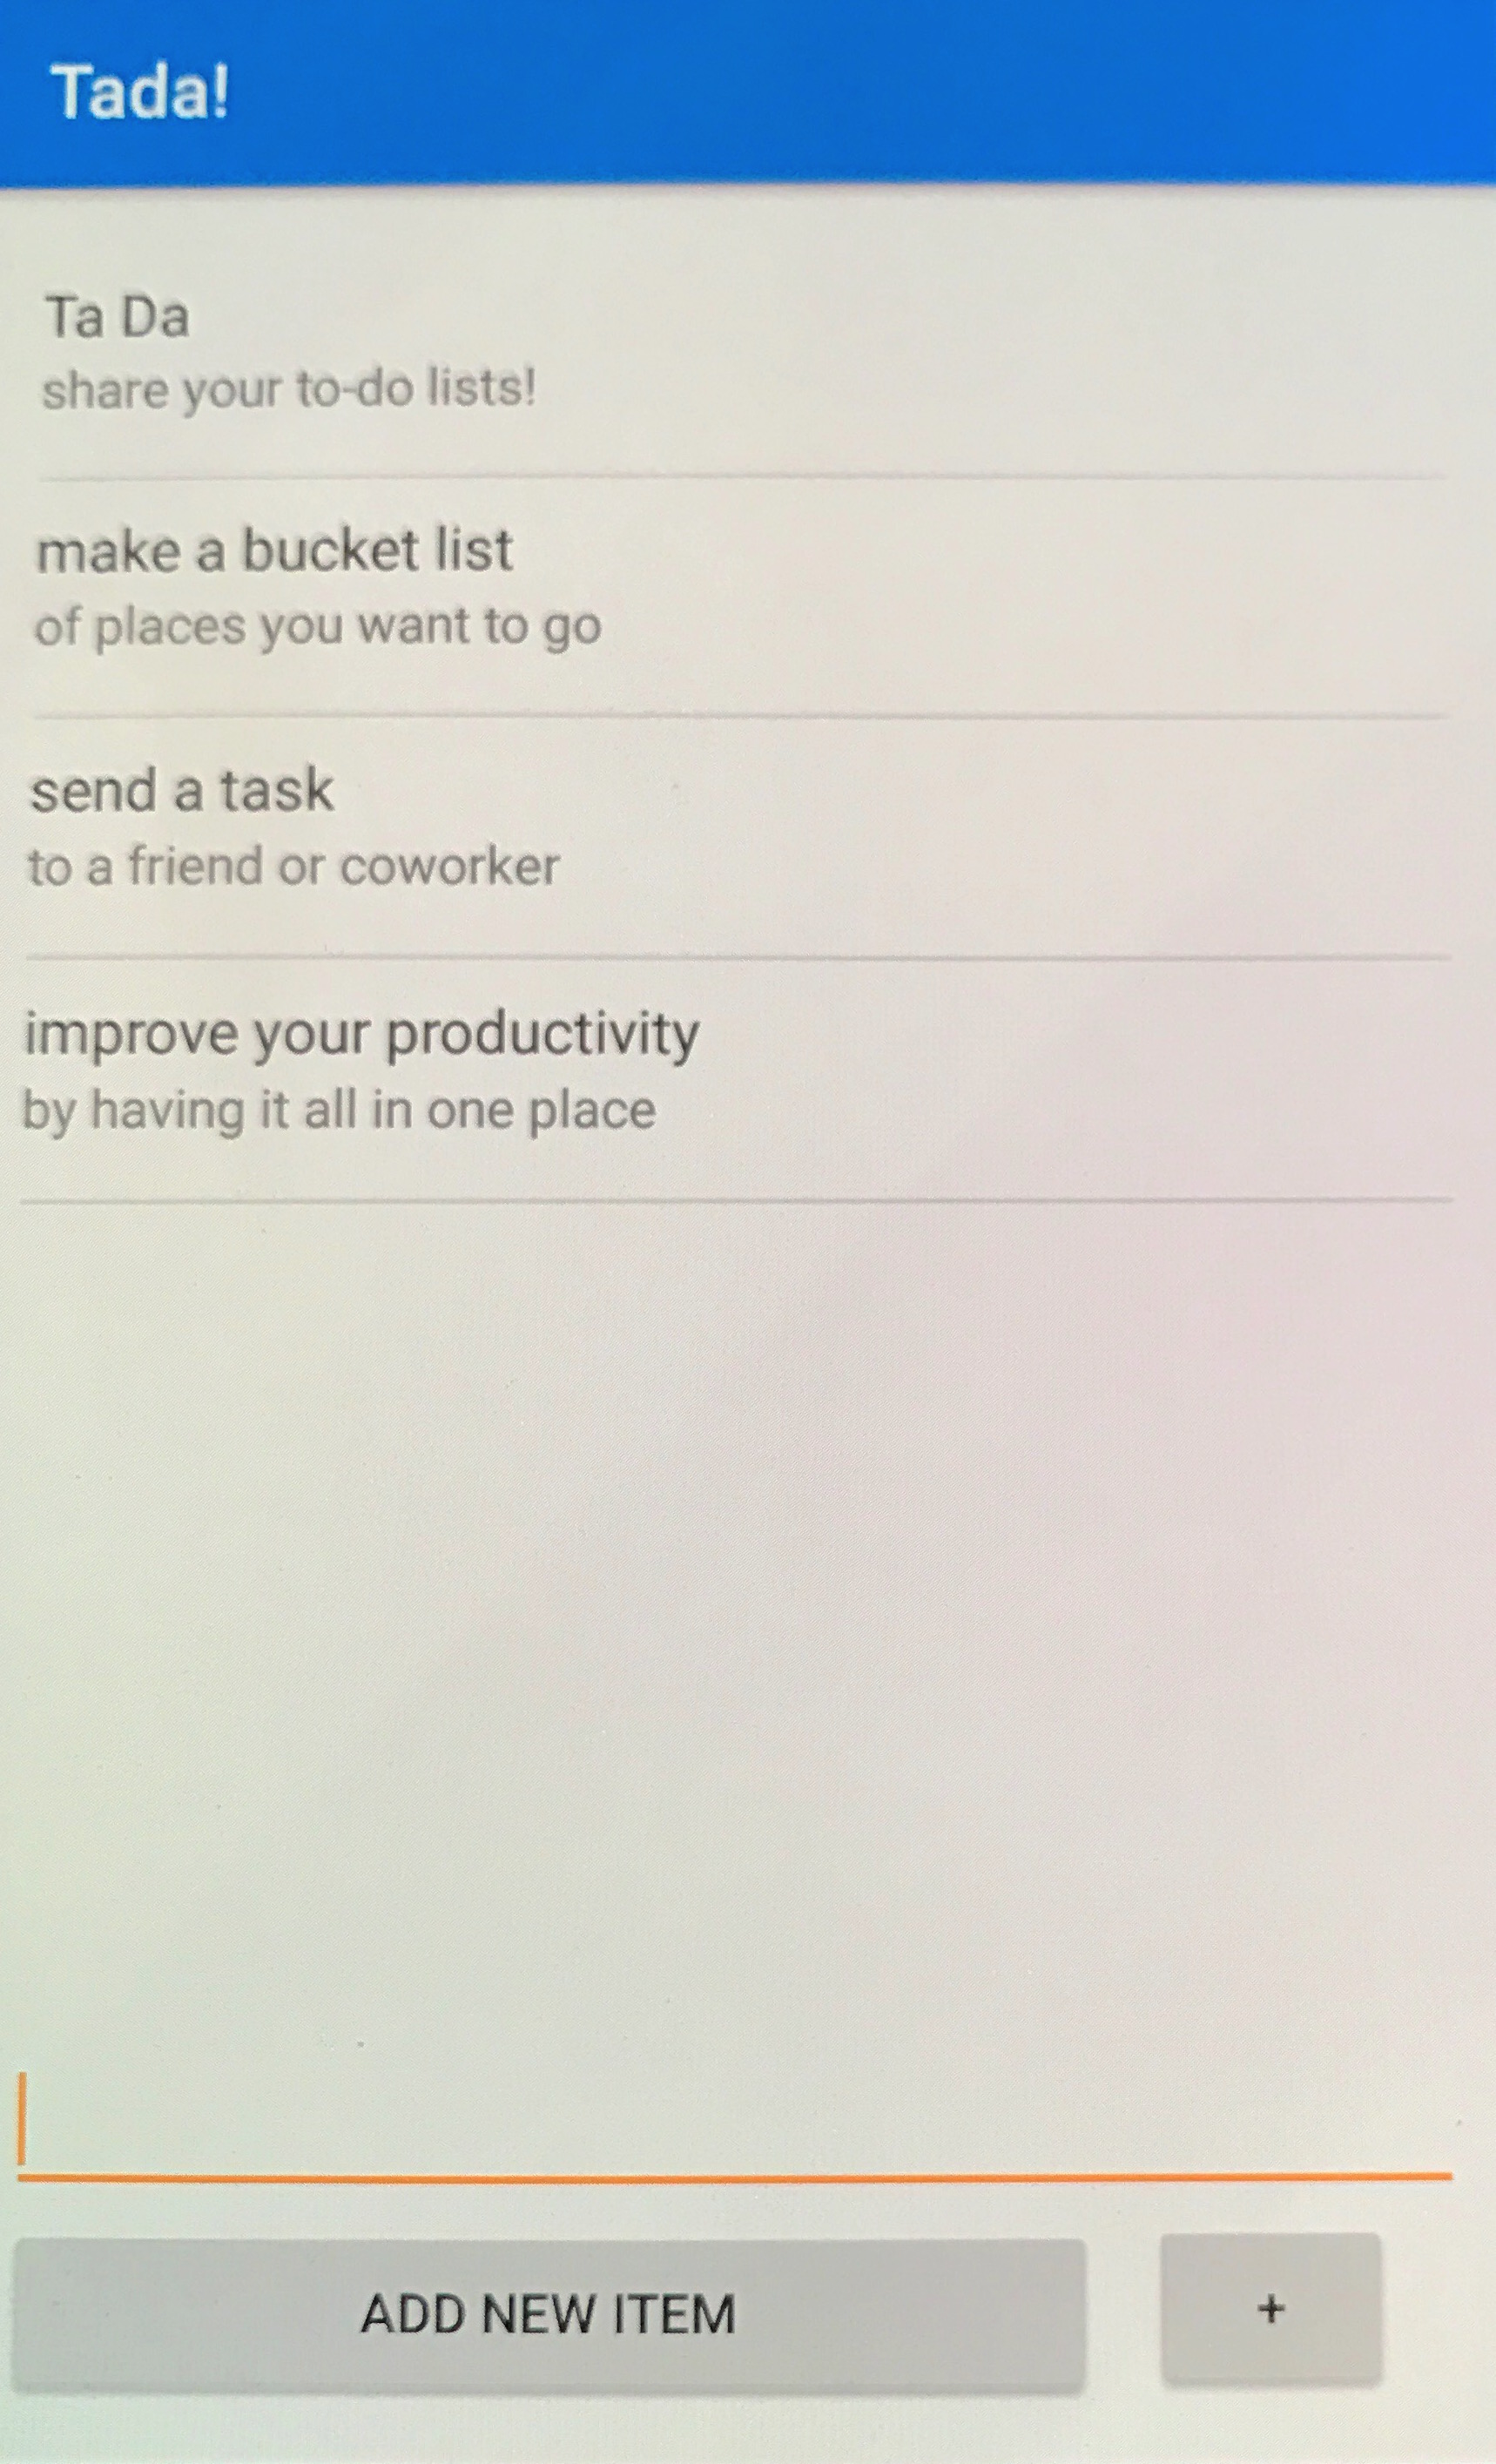 Tada!
Ta Da
share your to-do lists!
make a bucket list
of places you want to go
send a task
to a friend or coworker
improve your productivity
by having it all in one place
ADD NEW ITEM
+